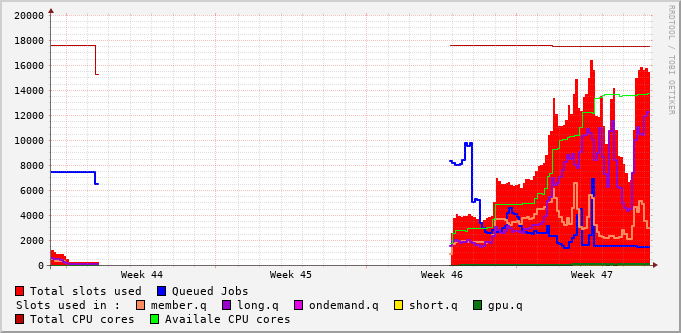 20000
18000
16000
14000
12000
10000
8000
6000
4000
2000
0
Week 44 Week 45 Week 46 Week 47
RRDTOOL / TOBI OETIKER
Total slots used Queued Jobs
Slots used in : member.q long.q ondemand.q short.q gpu.q
Total CPU cores Availale CPU cores